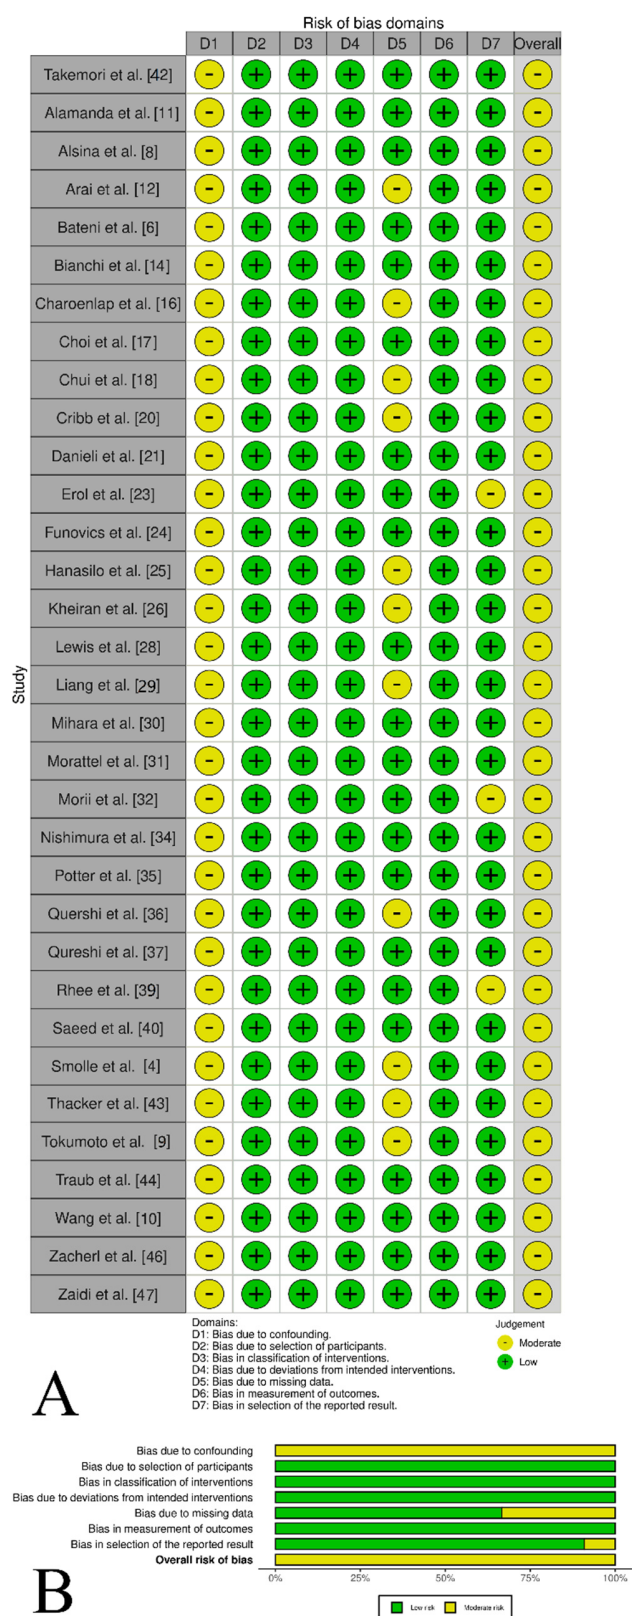 Risk of bias domains
D1 D2 D3 D4 D5 D6 D7 Overall
Study
Takemori et al. [42] - + + + + + + -
Alamanda et al. [11] - + + + + + + -
Alsina et al. [8] - + + + + + + -
Arai et al. [12] - + + + - + + -
Bateni et al. [6] - + + + + + + -
Bianchi et al. [14] - + + + + + + -
Charoenlap et al. [16] - + + + - + + -
Choi et al. [17] - + + + + + + -
Chui et al. [18] - + + + - + + -
Cribb et al. [20] - + + + - + + -
Danieli et al. [21] - + + + + + + -
Erol et al. [23] - + + + + + - -
Funovics et al. [24] - + + + + + + -
Hanasilo et al. [25] - + + + - + + -
Kheiran et al. [26] - + + + - + + -
Lewis et al. [28] - + + + + + + -
Liang et al. [29] - + + + - + + -
Mihara et al. [30] - + + + + + + -
Morattel et al. [31] - + + + + + + -
Morii et al. [32] - + + + + + - -
Nishimura et al. [34] - + + + + + + -
Potter et al. [35] - + + + + + + -
Quershi et al. [36] - + + + - + + -
Qureshi et al. [37] - + + + + + + -
Rhee et al. [39] - + + + + + - -
Saeed et al. [40] - + + + + + + -
Smolle et al. [4] - + + + - + + -
Thacker et al. [43] - + + + - + + -
Tokumoto et al. [9] - + + + - + + -
Traub et al. [44] - + + + + + + -
Wang et al. [10] - + + + + + + -
Zacherl et al. [46] - + + + + + + -
Zaidi et al. [47] - + + + + + + -
Domains:
D1: Bias due to confounding.
D2: Bias due to selection of participants.
D3: Bias in classification of interventions.
D4: Bias due to deviations from intended interventions.
D5: Bias due to missing data.
D6: Bias in measurement of outcomes.
D7: Bias in selection of the reported result.
Judgement
- Moderate
+ Low
A
Bias due to confounding
Bias due to selection of participants
Bias in classification of interventions
Bias due to deviations from intended interventions
Bias due to missing data
Bias in measurement of outcomes
Bias in selection of the reported result
Overall risk of bias
0% 25% 50% 75% 100%
Low risk Moderate risk
B